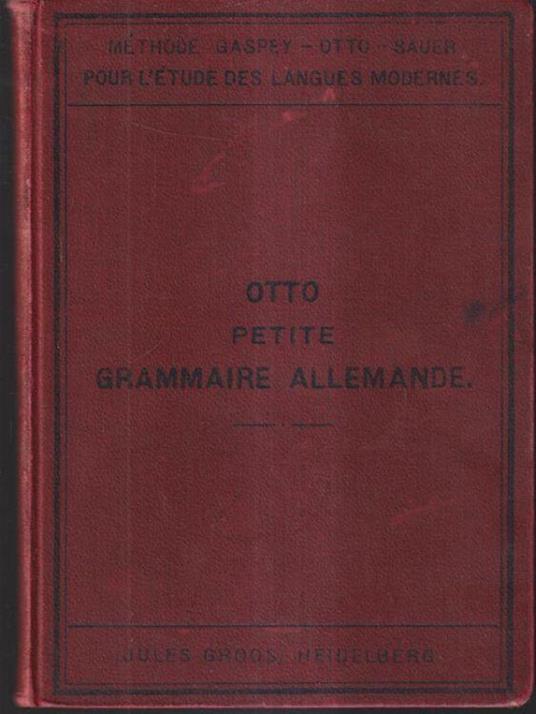 MÉTHODE GASPEY - OTTO - SAUER
POUR L'ÉTUDE DES LANGUES MODERNES.
OTTO
PETITE
GRAMMAIRE ALLEMANDE.
JULES GROOS, HEIDELBERG.